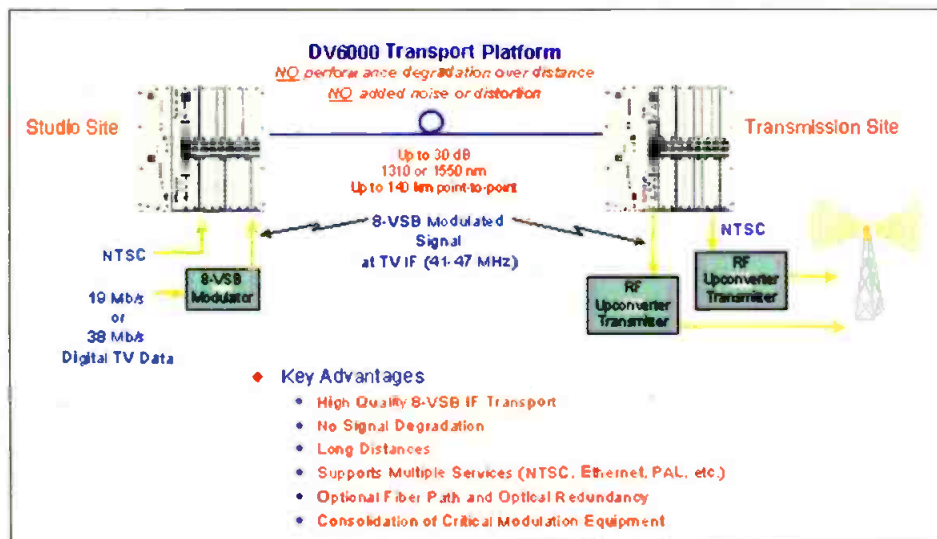 DV6000 Transport Platform
NO performance degradation over distance
NO added noise or distortion
Studio Site
Transmission Site
Up to 30 dB
1310 or 1550 nm
Up to 140 km point-to-point
8-VSB Modulated
Signal
at TV IF (41-47 MHz)
NTSC
8-VSB
Modulator
19 Mb/s
or
38 Mb/s
Digital TV Data
NTSC
RF
Upconverter
Transmitter
RF
Upconverter
Transmitter
Key Advantages
High Quality 8-VSB IF Transport
No Signal Degradation
Long Distances
Supports Multiple Services (NTSC, Ethernet, PAL, etc.)
Optional Fiber Path and Optical Redundancy
Consolidation of Critical Modulation Equipment